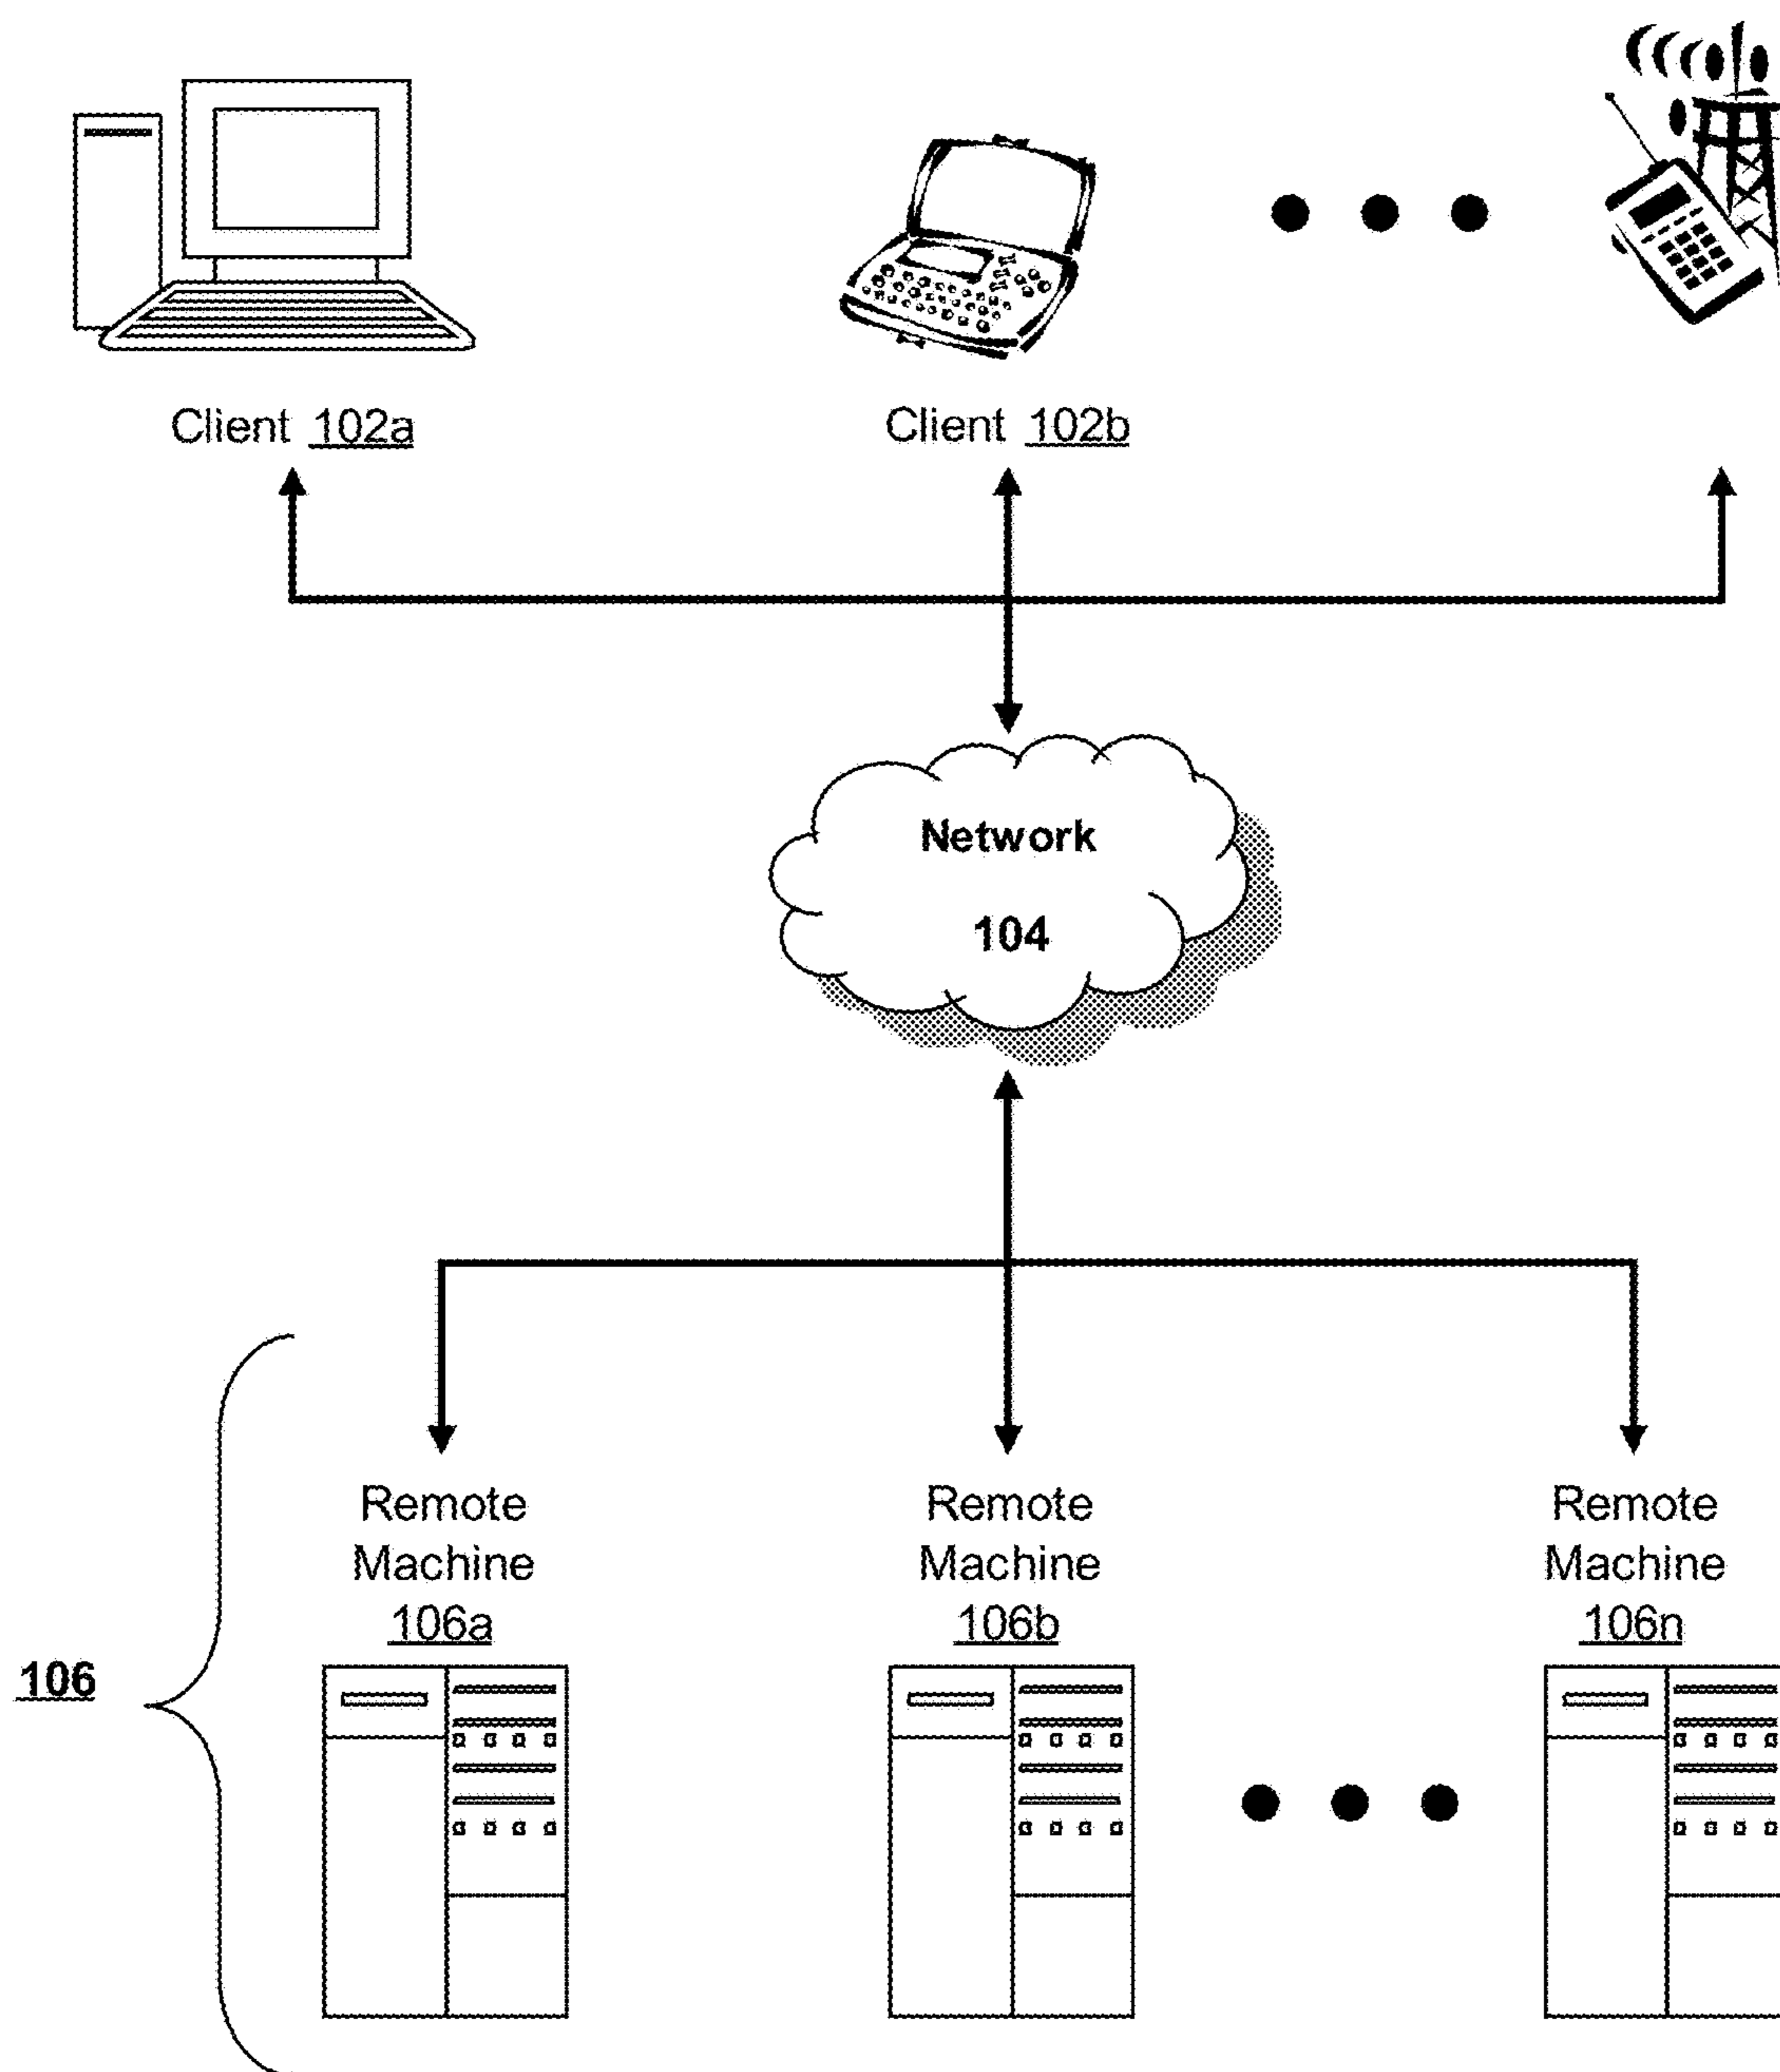 Client 102a
Client 102b
Network
104
Remote
Machine
106a
Remote
Machine
106b
Remote
Machine
106n
106